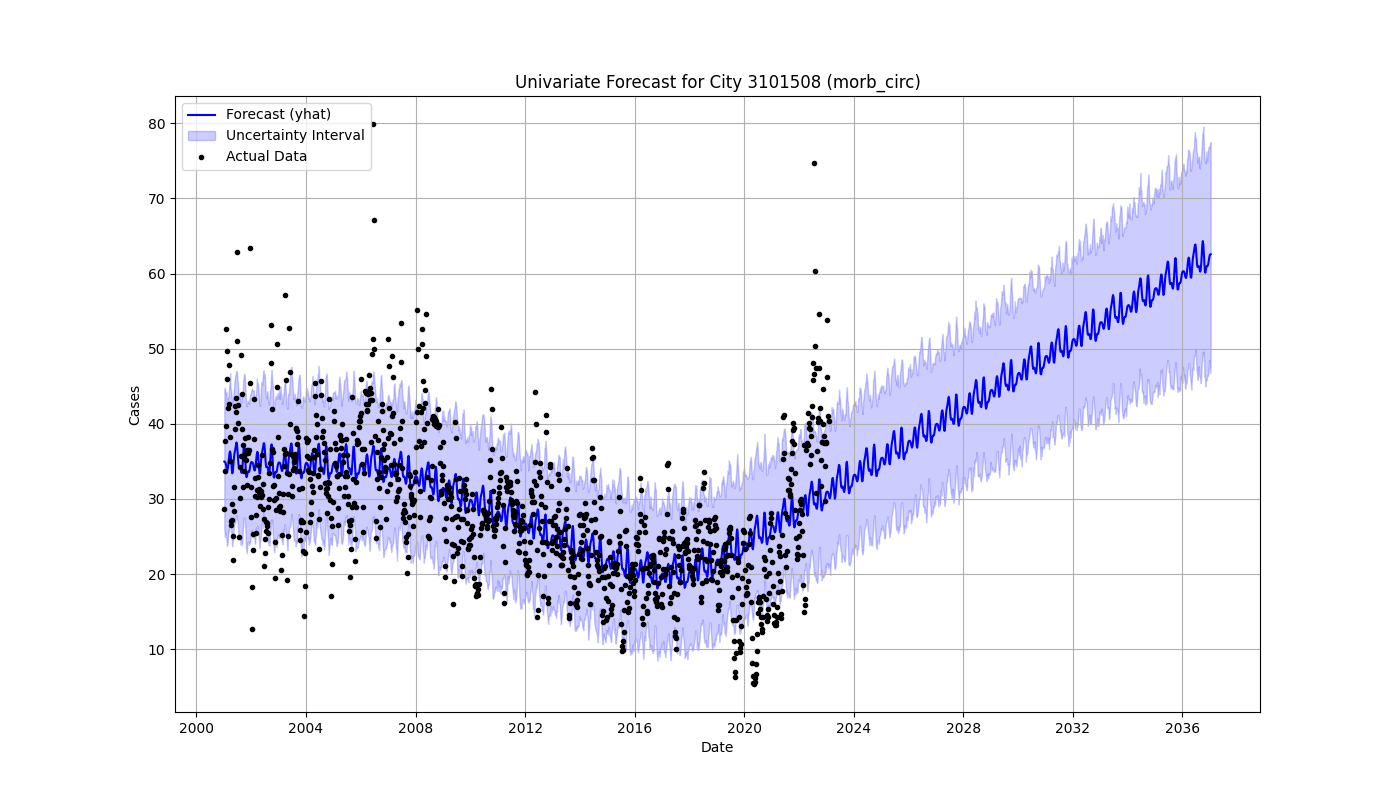 Univariate Forecast for City 3101508 (morb_circ)
Forecast (yhat)
Uncertainty Interval
Actual Data
80
70
60
50
40
30
20
10
Cases
2000 2004 2008 2012 2016 2020 2024 2028 2032 2036
Date